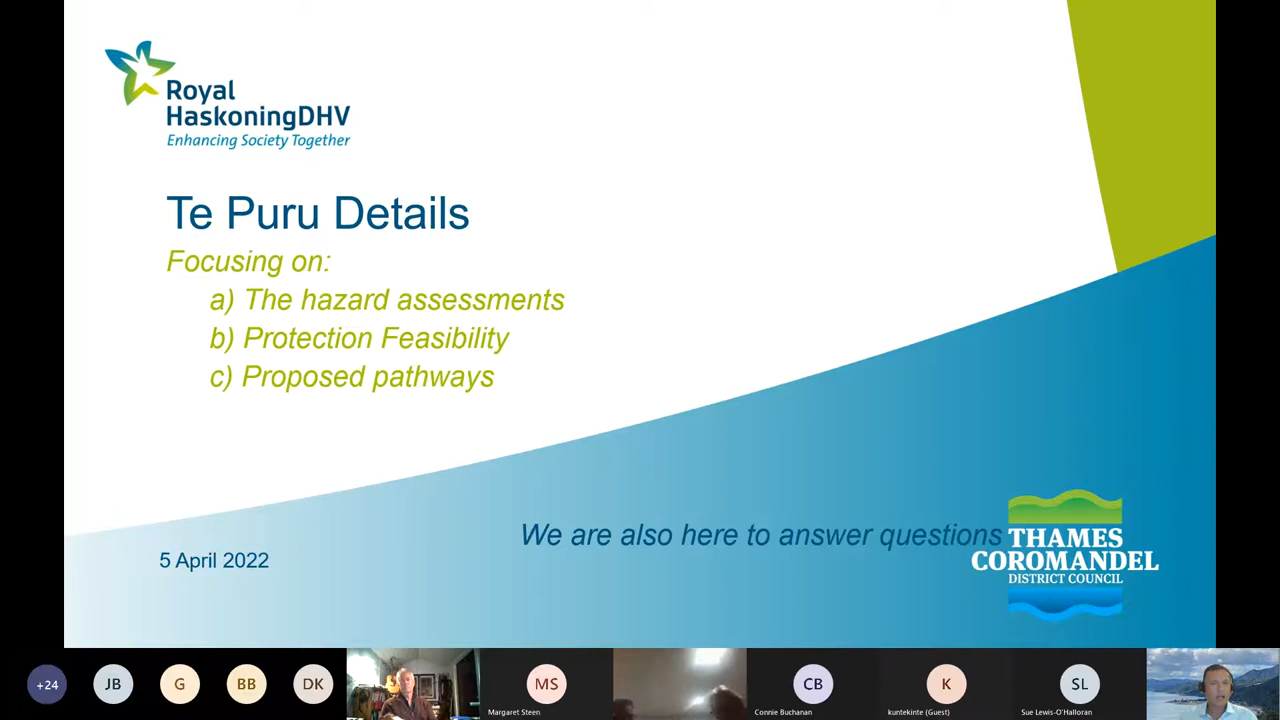 Royal
HaskoningDHV
Enhancing Society Together
Te Puru Details
Focusing on:
a) The hazard assessments
b) Protection Feasibility
c) Proposed pathways
We are also here to answer questions
5 April 2022
THAMES
COROMANDEL
DISTRICT COUNCIL
+24
JB
G
BB
DK
MS
Margaret Steen
CB
Connie Buchanan
K
kuntekinte (Guest)
SL
Sue Lewis-O'Halloran